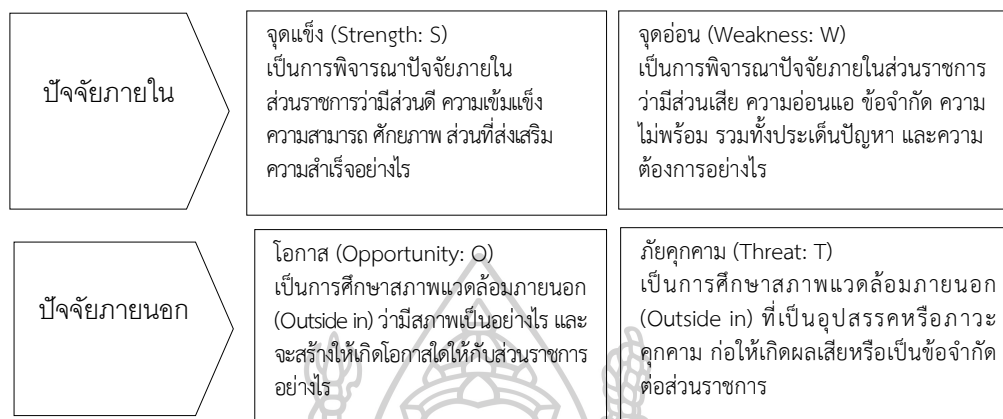 ปัจจัยภายใน
จุดแข็ง (Strength: S)
เป็นการพิจารณาปัจจัยภายใน
ส่วนราชการว่ามีส่วนดี ความเข้มแข็ง
ความสามารถ ศักยภาพ ส่วนที่ส่งเสริม
ความสำเร็จอย่างไร
จุดอ่อน (Weakness: W)
เป็นการพิจารณาปัจจัยภายในส่วนราชการ
ว่ามีส่วนเสีย ความอ่อนแอ ข้อจำกัด ความ
ไม่พร้อม รวมทั้งประเด็นปัญหา และความ
ต้องการอย่างไร
ปัจจัยภายนอก
โอกาส (Opportunity: O)
เป็นการศึกษาสภาพแวดล้อมภายนอก
(Outside in) ว่ามีสภาพเป็นอย่างไร และ
จะสร้างให้เกิดโอกาสใดให้กับส่วนราชการ
อย่างไร
ภัยคุกคาม (Threat: T)
เป็นการศึกษาสภาพแวดล้อมภายนอก
(Outside in) ที่เป็นอุปสรรคหรือภาวะ
คุกคาม ก่อให้เกิดผลเสียหรือเป็นข้อจำกัด
ต่อส่วนราชการ